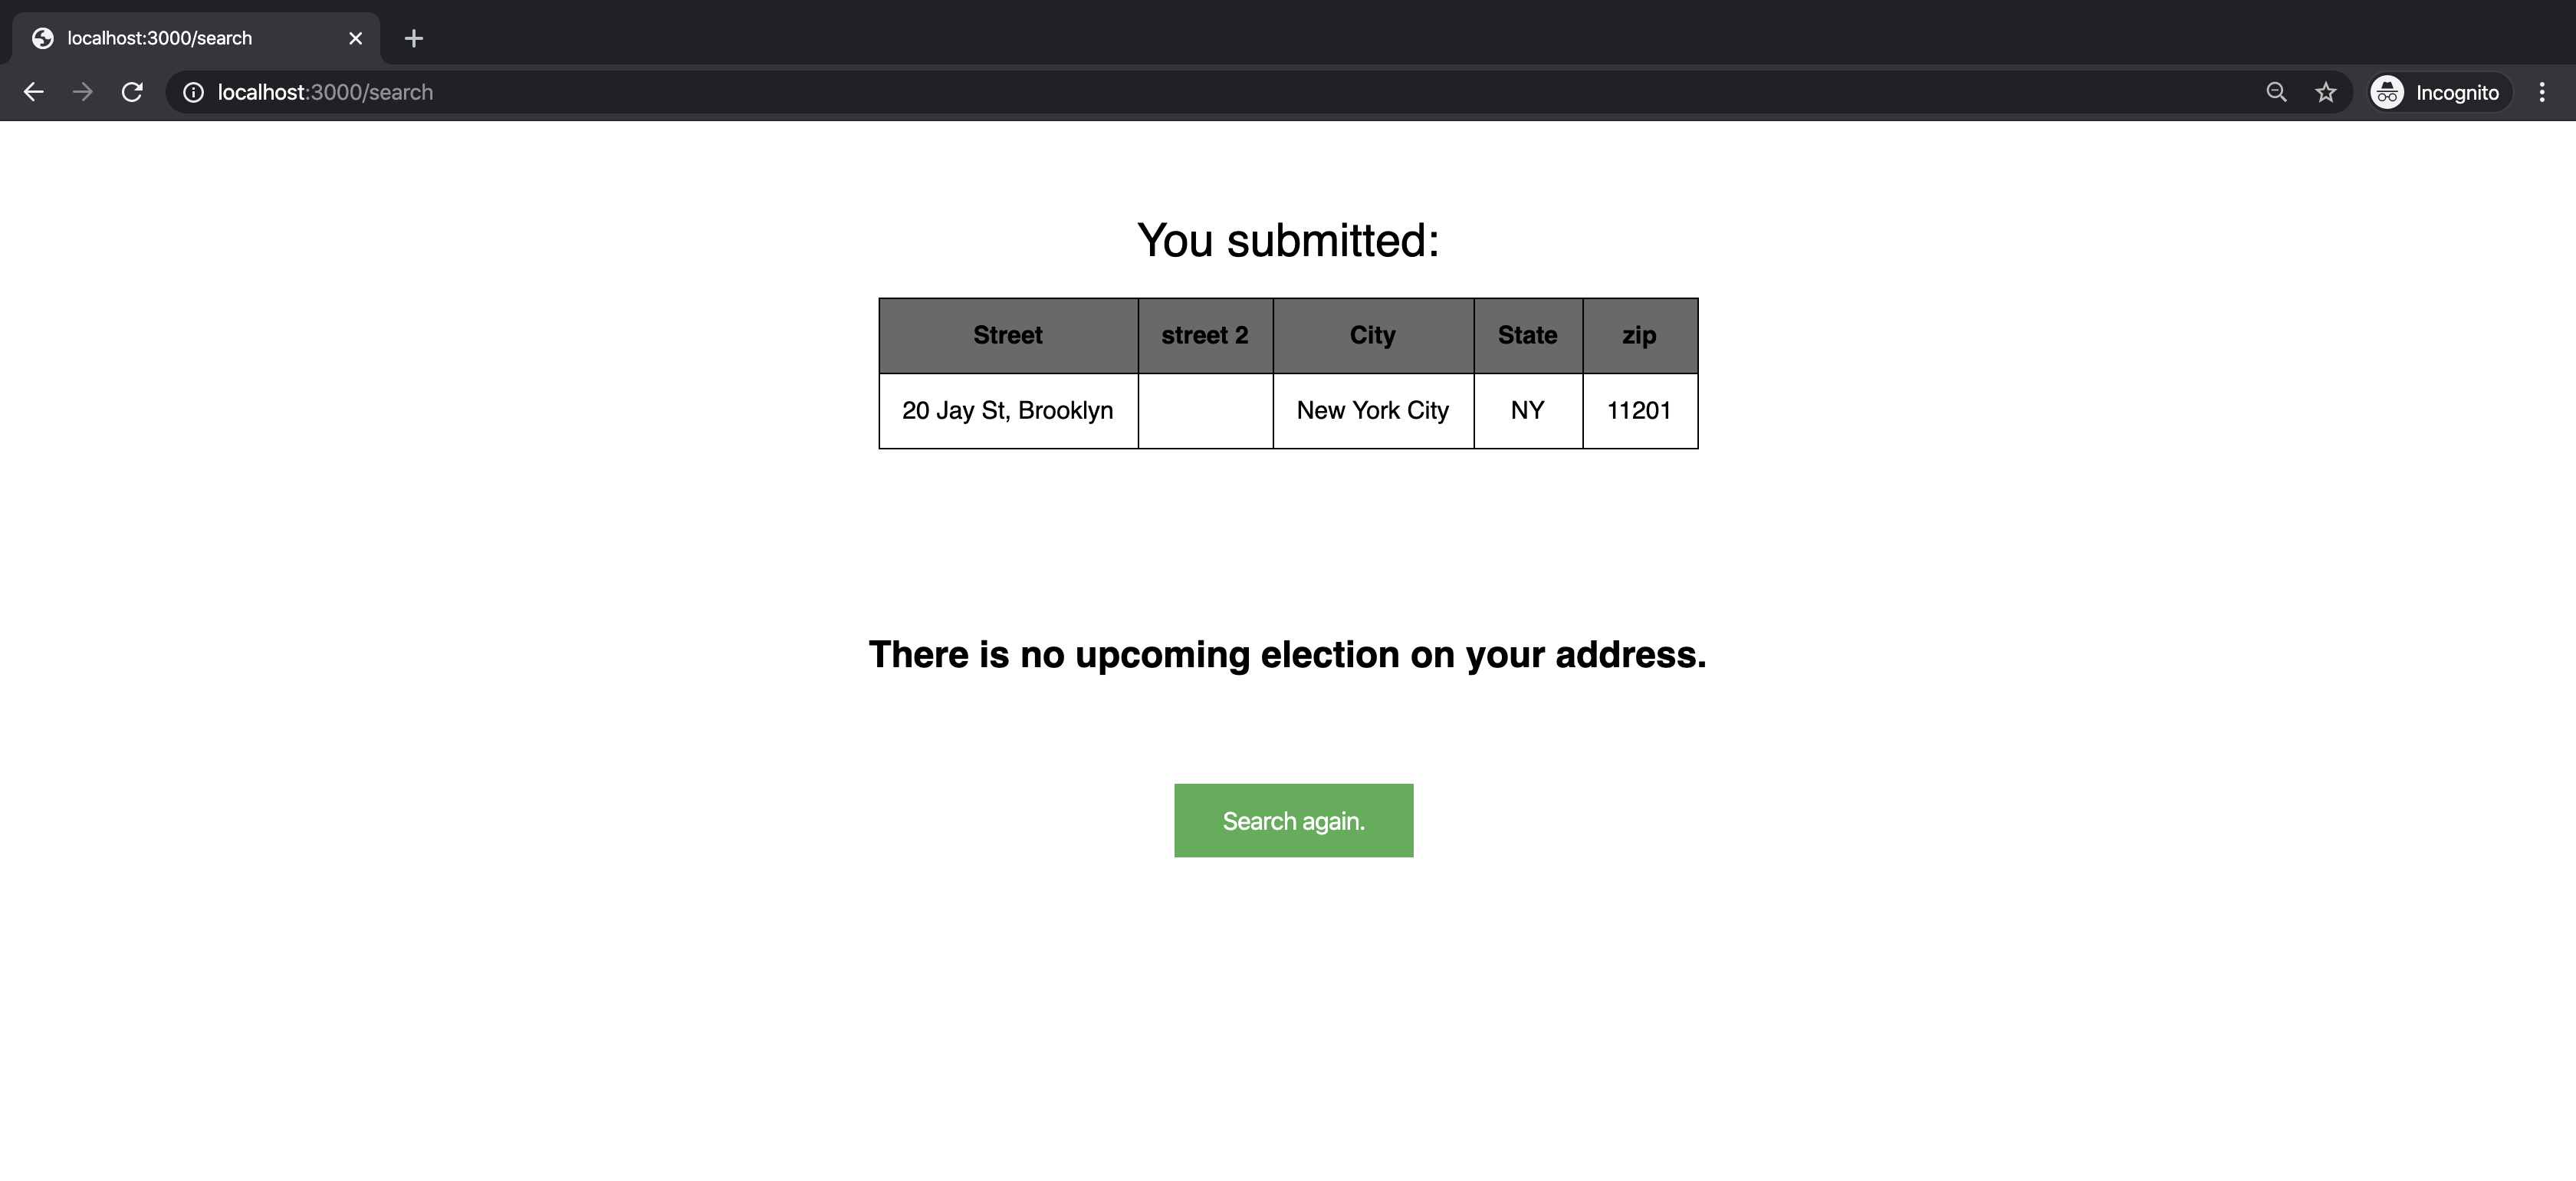 localhost:3000/search
localhost:3000/search
Incognito
You submitted:
Street street 2 City State zip
20 Jay St, Brooklyn New York City NY 11201
There is no upcoming election on your address.
Search again.